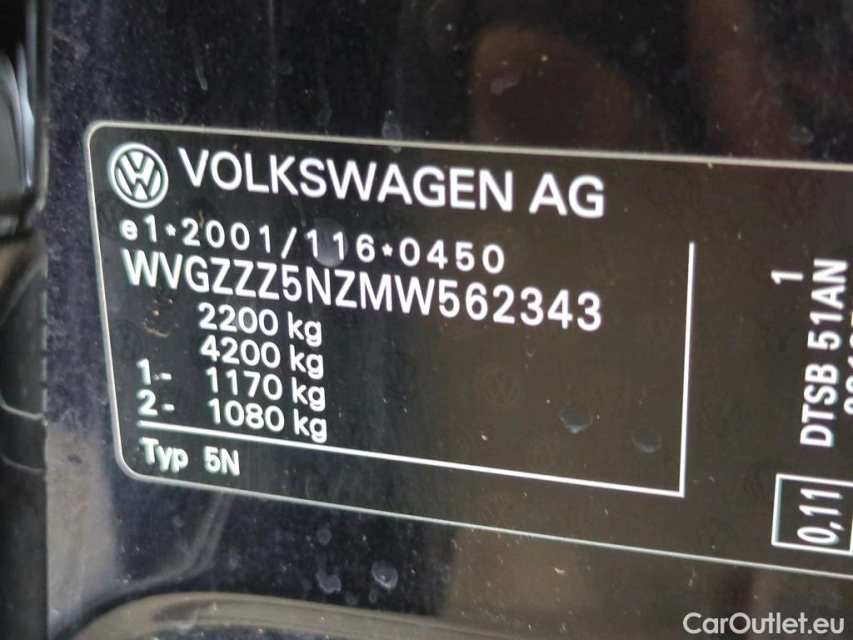 VOLKSWAGEN AG
e1*2001/116*0450
WVGZZZ5NZMW562343
2200 kg
4200 kg
1- 1170 kg
2- 1080 kg
Typ 5N
1
DTSB 51AN
0,11
CarOutlet.eu